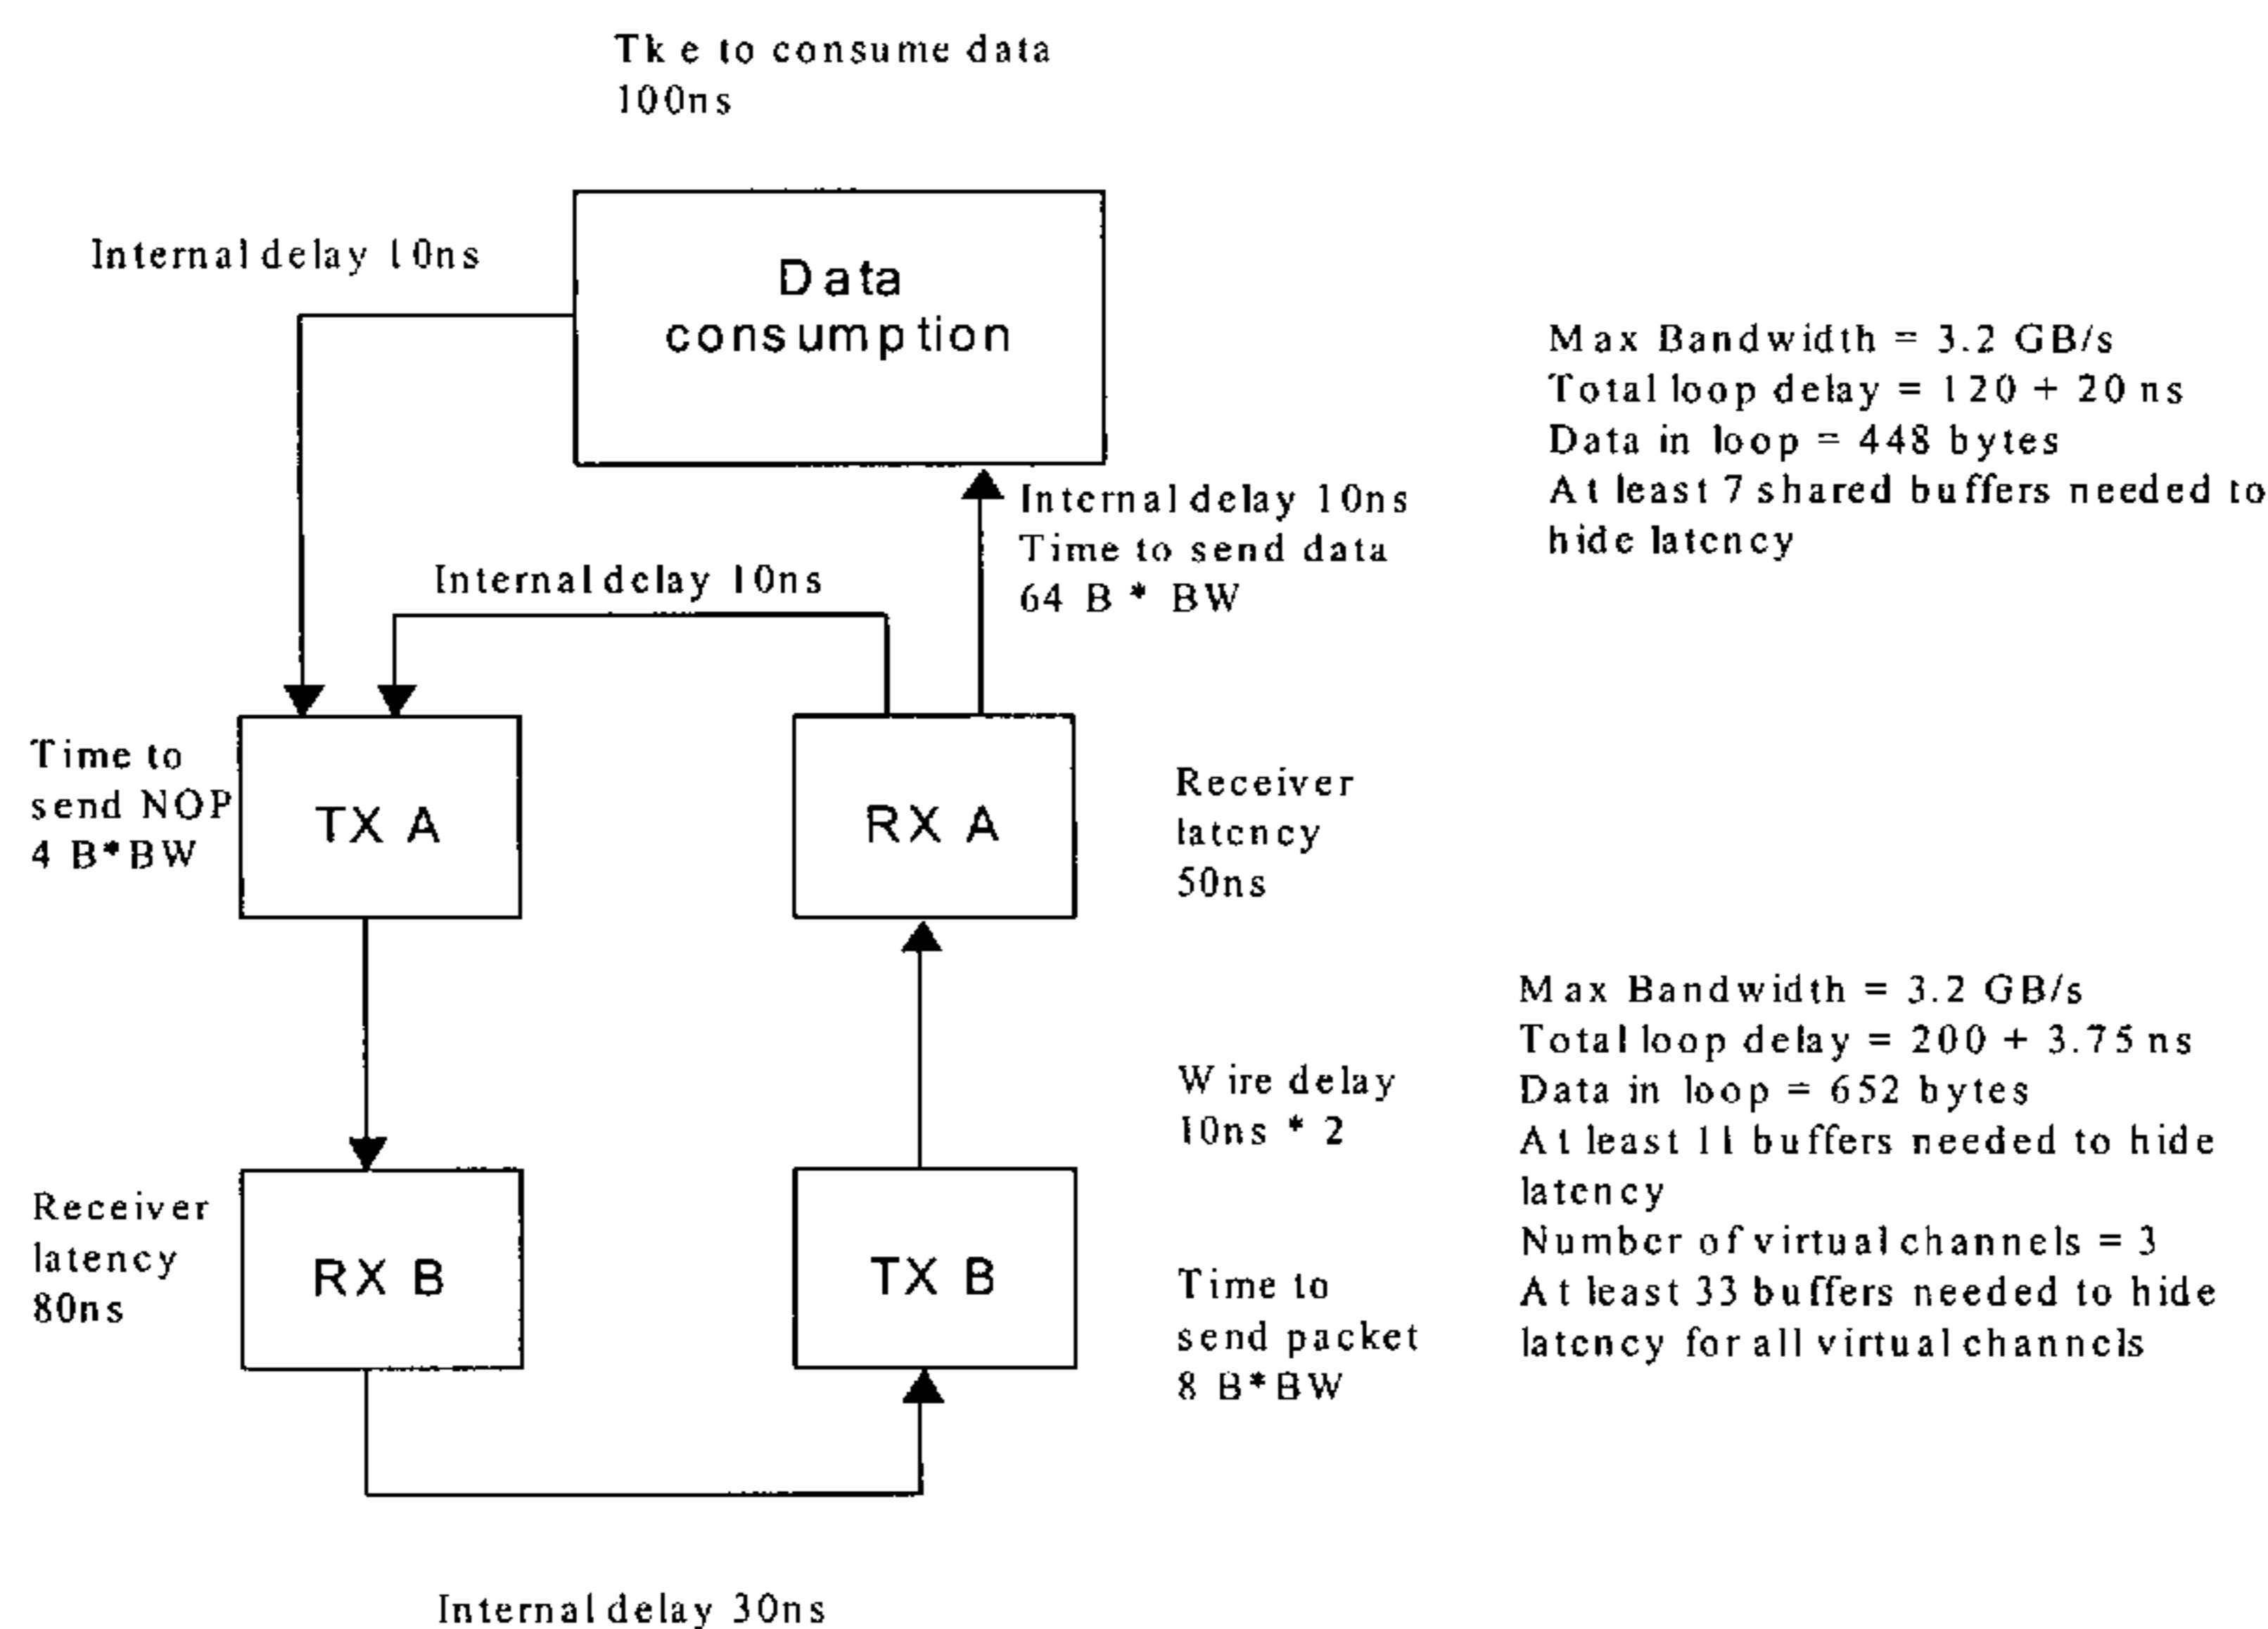 Tk e to consume data
100ns
Internal delay 10ns
Data
consumption
Max Bandwidth = 3.2 GB/s
Total loop delay = 120 + 20 ns
Data in loop = 448 bytes
At least 7 shared buffers needed to
hide latency
Internal delay 10ns
Time to send data
64 B * BW
Internal delay 10ns
Time to
send NOP
4 B*BW
TX A
RX A
Receiver
latency
50ns
Wire delay
10ns * 2
Max Bandwidth = 3.2 GB/s
Total loop delay = 200 + 3.75 ns
Data in loop = 652 bytes
At least 11 buffers needed to hide
latency
Number of virtual channels = 3
At least 33 buffers needed to hide
latency for all virtual channels
Receiver
latency
80ns
RX B
TX B
Time to
send packet
8 B*BW
Internal delay 30ns